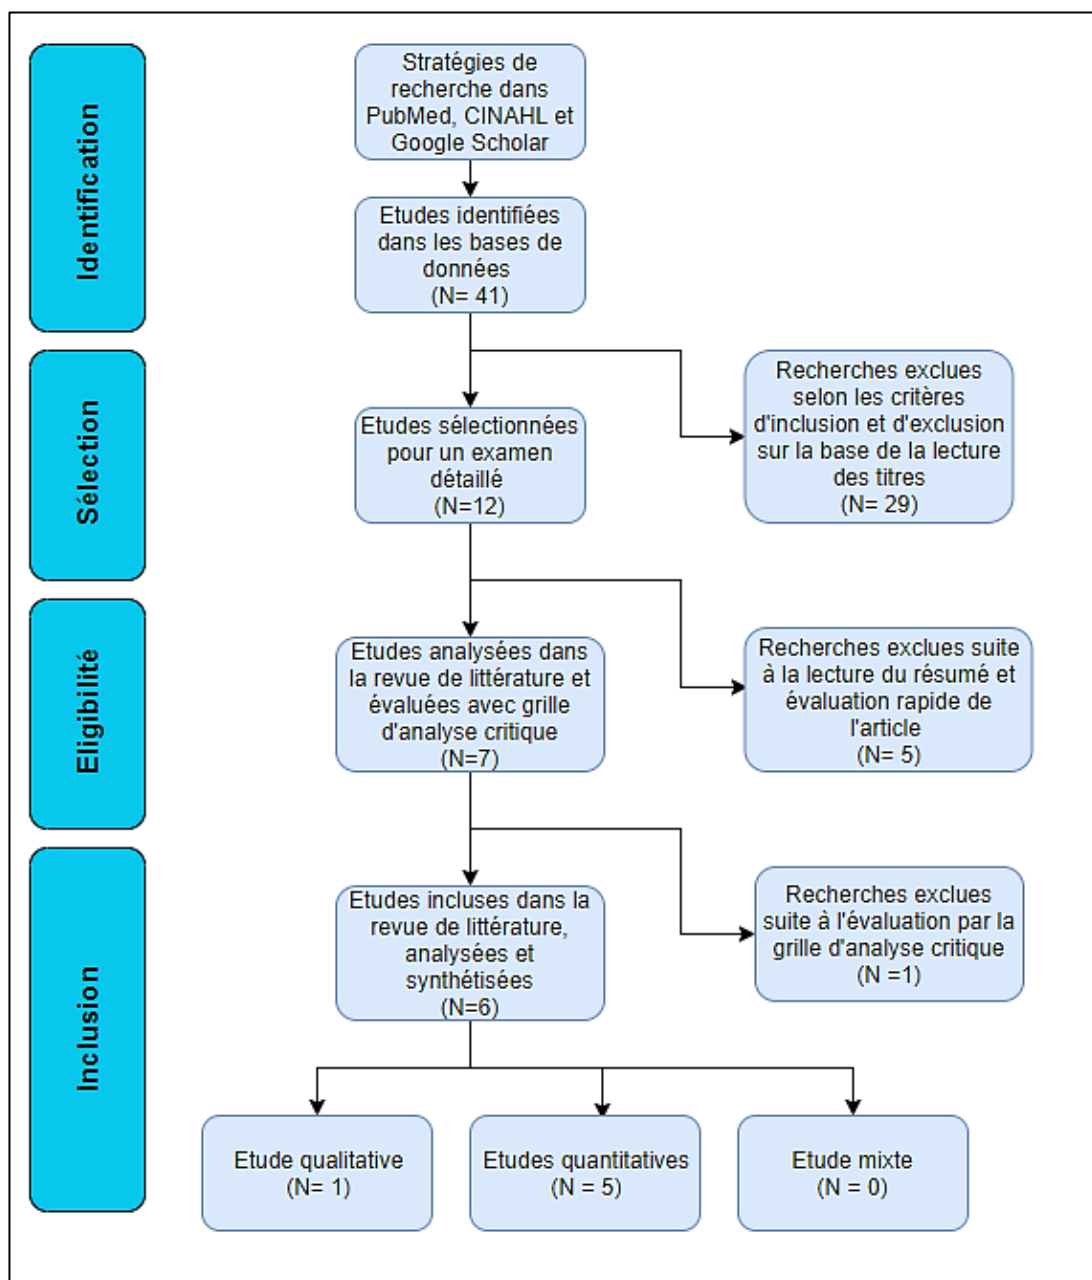 Identification
Stratégies de
recherche dans
PubMed, CINAHL et
Google Scholar
Etudes identifiées
dans les bases de
données
(N= 41)
Sélection
Etudes sélectionnées
pour un examen
détaillé
(N=12)
Recherches exclues
selon les critères
d'inclusion et d'exclusion
sur la base de la lecture
des titres
(N= 29)
Eligibilité
Etudes analysées dans
la revue de littérature et
évaluées avec grille
d'analyse critique
(N=7)
Recherches exclues suite
à la lecture du résumé et
évaluation rapide de
l'article
(N= 5)
Inclusion
Etudes incluses dans la
revue de littérature,
analysées et
synthétisées
(N=6)
Recherches exclues
suite à l'évaluation par la
grille d'analyse critique
(N =1)
Etude qualitative
(N= 1)
Etudes quantitatives
(N = 5)
Etude mixte
(N = 0)